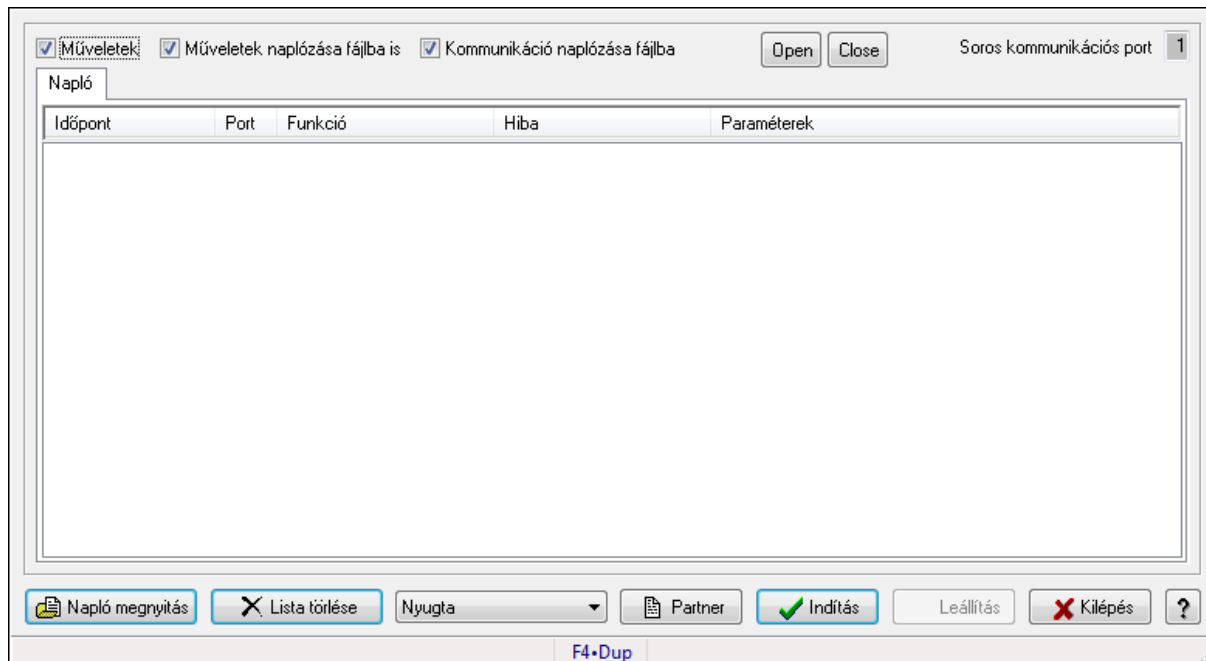 Műveletek Műveletek naplózása fájlba is Kommunikáció naplózása fájlba Open Close Soros kommunikációs port 1
Napló
Időpont Port Funkció Hiba Paraméterek
Napló megnyitás Lista törlése Nyugta Partner Indítás Leállítás Kilépés ?
F4•Dup